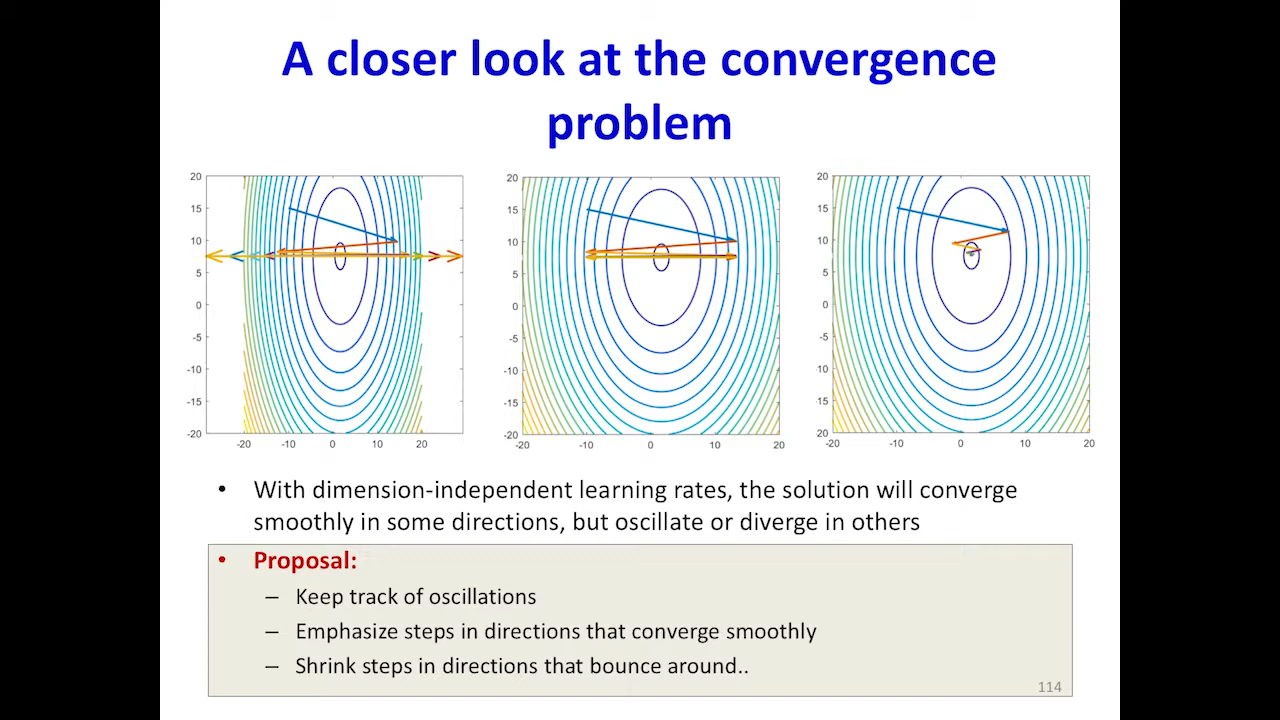 A closer look at the convergence
problem
20
15
10
5
0
-5
-10
-15
-20
-20 -10 0 10 20
20
15
10
5
0
-5
-10
-15
-20
-20 -10 0 10 20
20
15
10
5
0
-5
10
15
20
-20 -10 0 10 20
• With dimension-independent learning rates, the solution will converge
smoothly in some directions, but oscillate or diverge in others
• Proposal:
– Keep track of oscillations
– Emphasize steps in directions that converge smoothly
– Shrink steps in directions that bounce around..
114